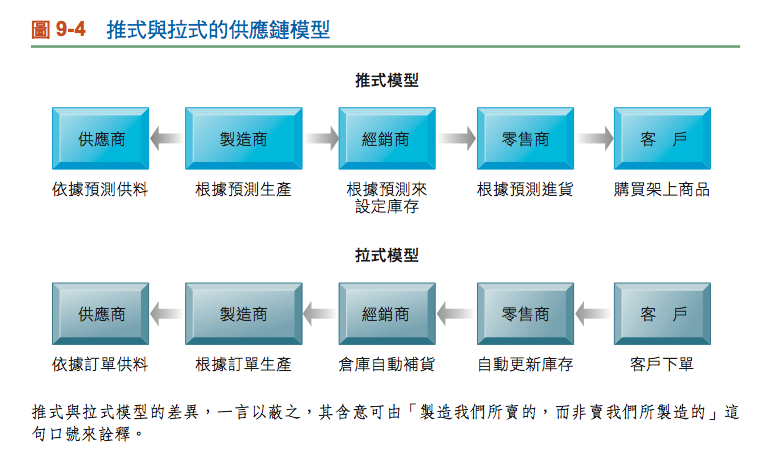 圖 9-4 推式與拉式的供應鏈模型
推式模型
供應商 製造商 經銷商 零售商 客 戶
依據預測供料 根據預測生產 根據預測來 根據預測進貨 購買架上商品
設定庫存
拉式模型
供應商 製造商 經銷商 零售商 客 戶
依據訂單供料 根據訂單生產 倉庫自動補貨 自動更新庫存 客戶下單
推式與拉式模型的差異，一言以蔽之，其含意可由「製造我們所賣的，而非賣我們所製造的」這
句口號來詮釋。